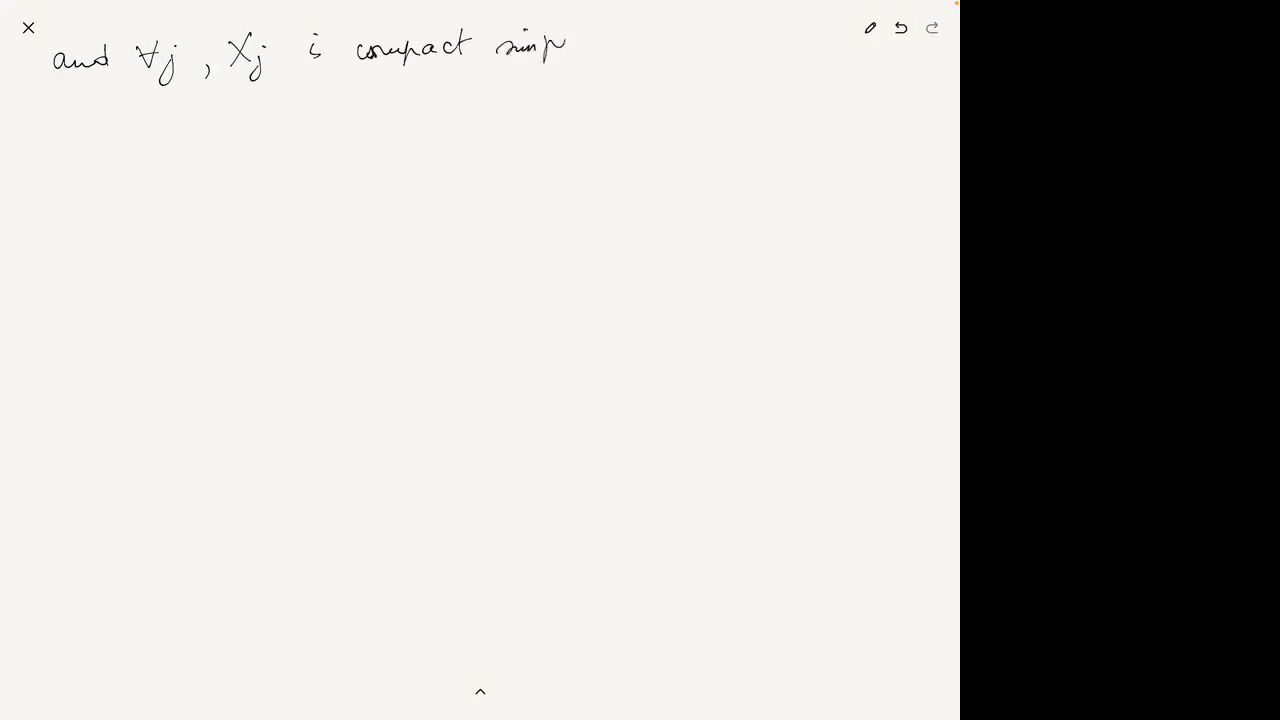 and ∀j , Xj is compact simp